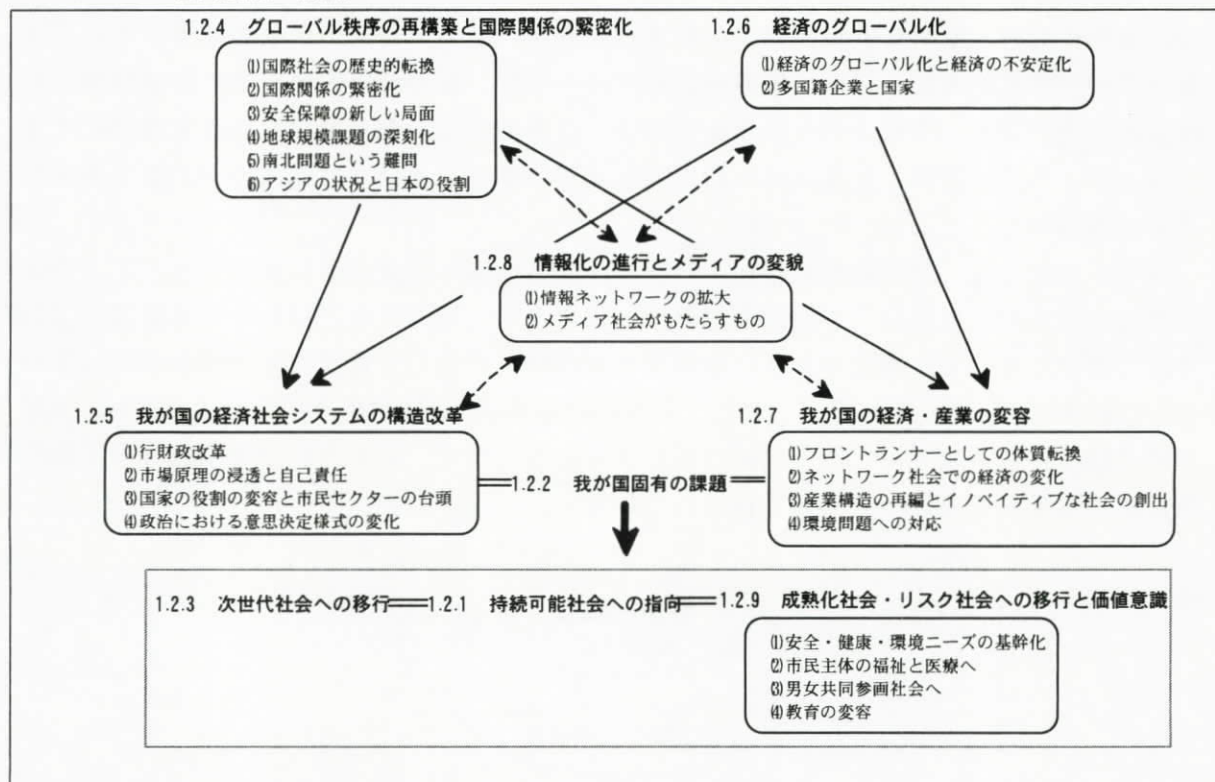 1.2.4 グローバル秩序の再構築と国際関係の緊密化
(1)国際社会の歴史的転換
(2)国際関係の緊密化
(3)安全保障の新しい局面
(4)地球規模課題の深刻化
(5)南北問題という難問
(6)アジアの状況と日本の役割
1.2.6 経済のグローバル化
(1)経済のグローバル化と経済の不安定化
(2)多国籍企業と国家
1.2.8 情報化の進行とメディアの変貌
(1)情報ネットワークの拡大
(2)メディア社会がもたらすもの
1.2.5 我が国の経済社会システムの構造改革
(1)行財政改革
(2)市場原理の浸透と自己責任
(3)国家の役割の変容と市民セクターの台頭
(4)政治における意思決定様式の変化
1.2.2 我が国固有の課題
1.2.7 我が国の経済・産業の変容
(1)フロントランナーとしての体質転換
(2)ネットワーク社会での経済の変化
(3)産業構造の再編とイノベイティブな社会の創出
(4)環境問題への対応
1.2.3 次世代社会への移行
1.2.1 持続可能社会への指向
1.2.9 成熟化社会・リスク社会への移行と価値意識
(1)安全・健康・環境ニーズの基幹化
(2)市民主体の福祉と医療へ
(3)男女共同参画社会へ
(4)教育の変容